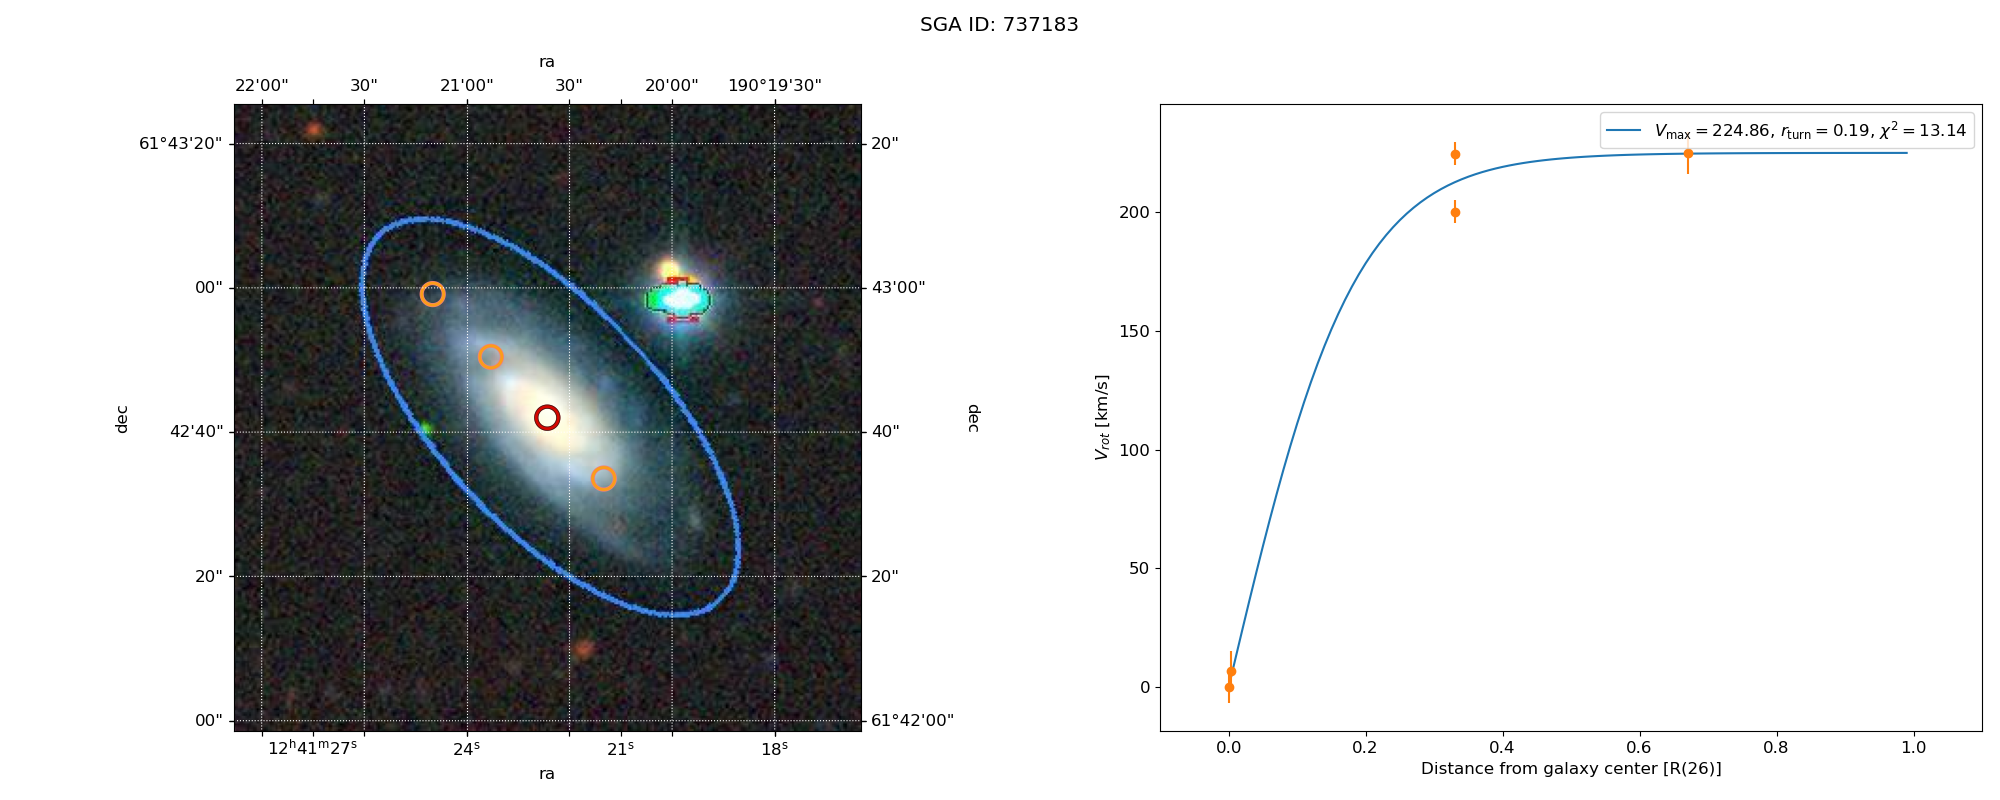 SGA ID: 737183
ra
22'00" 30" 21'00" 30" 20'00" 190°19'30"
61°43'20" 20"
00" 43'00"
dec 42'40" 40" dec
20" 20"
00" 61°42'00"
12ʰ41ᵐ27ˢ 24ˢ 21ˢ 18ˢ
ra
V_max = 224.86, r_turn = 0.19, χ² = 13.14
200
150
V_rot [km/s]
100
50
0
0.0 0.2 0.4 0.6 0.8 1.0
Distance from galaxy center [R(26)]